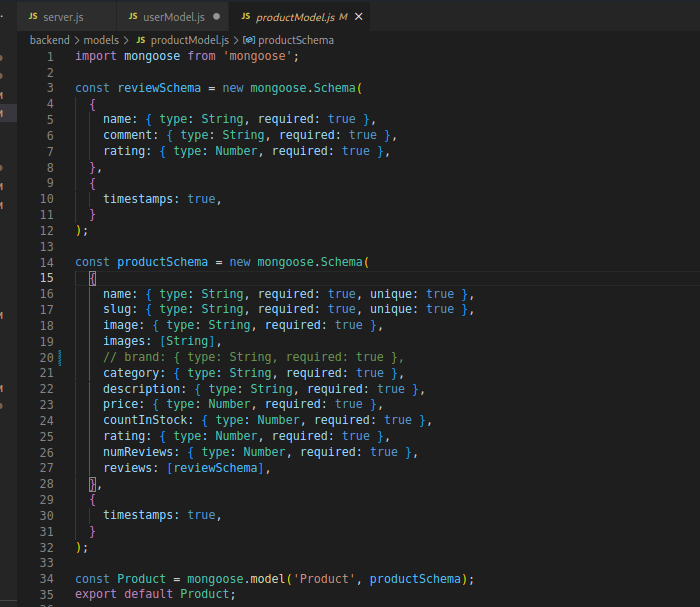 JS server.js JS userModel.js JS productModel.js M
backend > models > JS productModel.js > productSchema
1 import mongoose from 'mongoose';
2
3 const reviewSchema = new mongoose.Schema(
4 {
5 name: { type: String, required: true },
6 comment: { type: String, required: true },
7 rating: { type: Number, required: true },
8 },
9 {
10 timestamps: true,
11 }
12 );
13
14 const productSchema = new mongoose.Schema(
15 {
16 name: { type: String, required: true, unique: true },
17 slug: { type: String, required: true, unique: true },
18 image: { type: String, required: true },
19 images: [String],
20 // brand: { type: String, required: true },
21 category: { type: String, required: true },
22 description: { type: String, required: true },
23 price: { type: Number, required: true },
24 countInStock: { type: Number, required: true },
25 rating: { type: Number, required: true },
26 numReviews: { type: Number, required: true },
27 reviews: [reviewSchema],
28 },
29 {
30 timestamps: true,
31 }
32 );
33
34 const Product = mongoose.model('Product', productSchema);
35 export default Product;